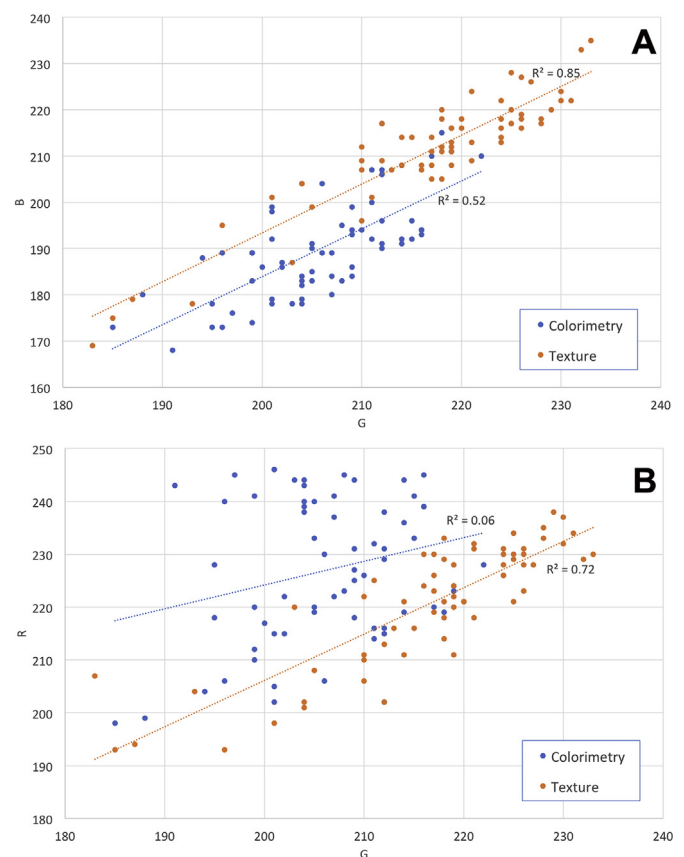 A
240
230
220
210
200
190
180
170
160
B
R² = 0.85
R² = 0.52
Colorimetry
Texture
180 190 200 210 220 230 240
G
B
250
240
230
220
210
200
190
180
R
R² = 0.06
R² = 0.72
Colorimetry
Texture
180 190 200 210 220 230 240
G